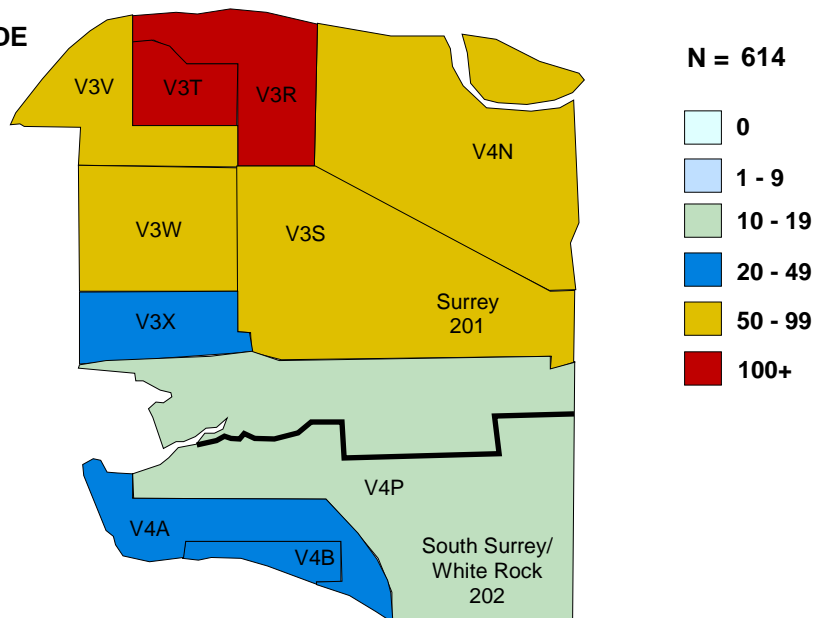 DE
N = 614
0
1 - 9
10 - 19
20 - 49
50 - 99
100+
V3V
V3T
V3R
V4N
V3W
V3S
V3X
Surrey
201
V4P
V4A
V4B
South Surrey/
White Rock
202